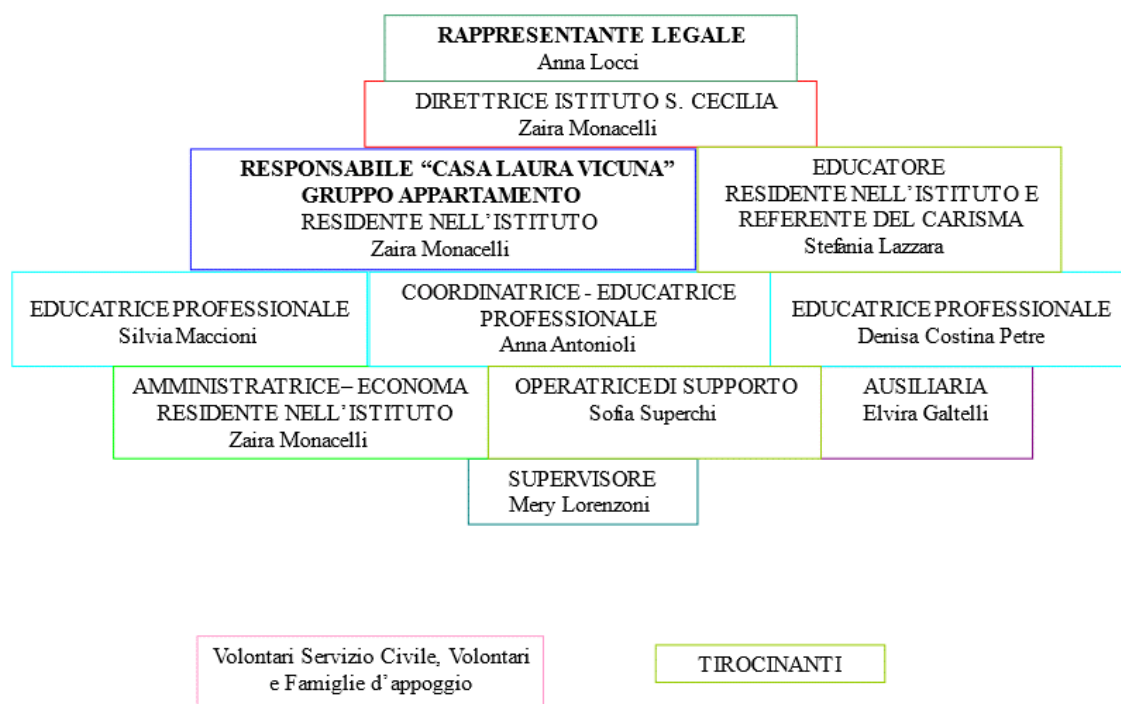 RAPPRESENTANTE LEGALE
Anna Locci
DIRETTRICE ISTITUTO S. CECILIA
Zaira Monacelli
RESPONSABILE “CASA LAURA VICUNA”
GRUPPO APPARTAMENTO
RESIDENTE NELL’ISTITUTO
Zaira Monacelli
EDUCATORE
RESIDENTE NELL’ISTITUTO E
REFERENTE DEL CARISMA
Stefania Lazzara
EDUCATRICE PROFESSIONALE
Silvia Maccioni
COORDINATRICE - EDUCATRICE
PROFESSIONALE
Anna Antonioli
EDUCATRICE PROFESSIONALE
Denisa Costina Petre
AMMINISTRATRICE – ECONOMA
RESIDENTE NELL’ISTITUTO
Zaira Monacelli
OPERATRICE DI SUPPORTO
Sofia Superchi
AUSILIARIA
Elvira Galtelli
SUPERVISORE
Mery Lorenzoni
Volontari Servizio Civile, Volontari
e Famiglie d’appoggio
TIROCINANTI